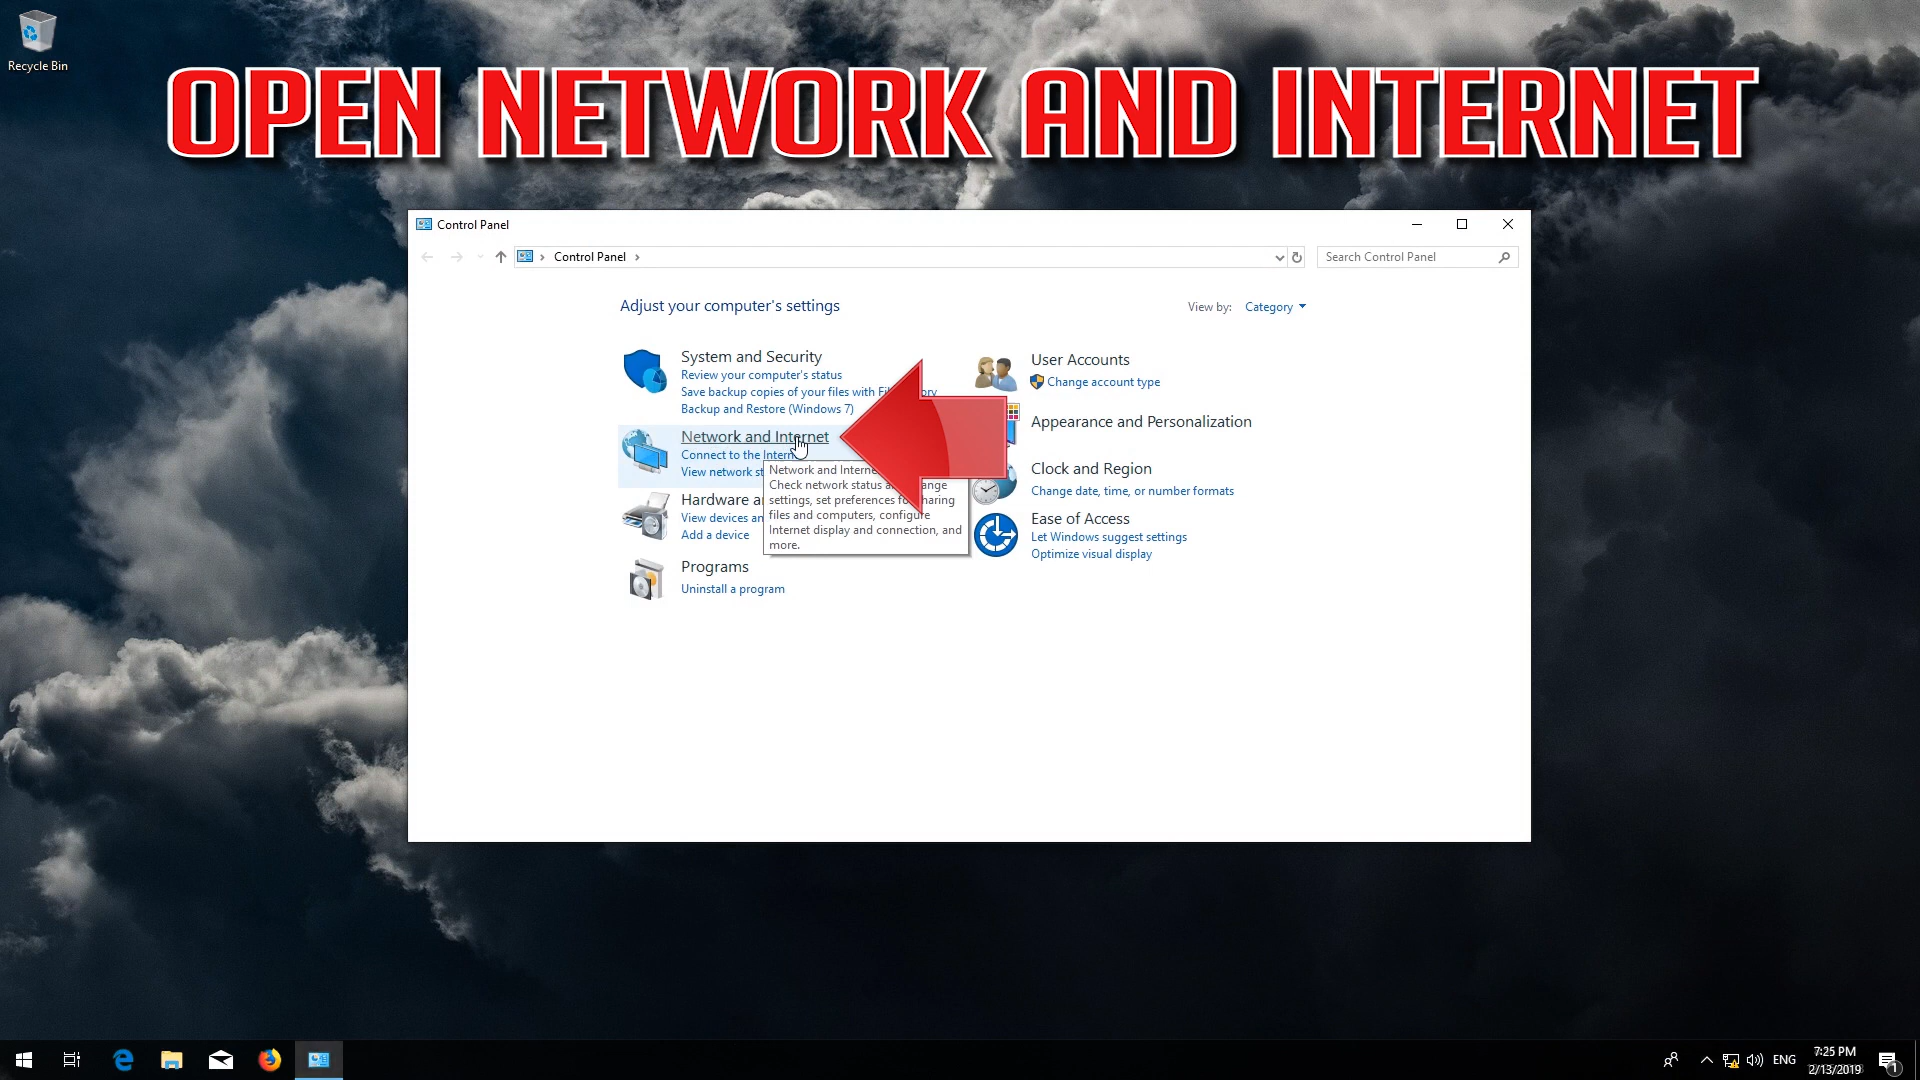 Recycle Bin
OPEN NETWORK AND INTERNET
Control Panel
Control Panel
Search Control Panel
Adjust your computer's settings
View by: Category
System and Security
Review your computer's status
Save backup copies of your files with
Backup and Restore (Windows 7)
Network and Internet
Connect to the
View network
Network and
Check network status
settings, set preferences sharing
files and computers, configure
Internet display and connection, and
more.
Hardware
View devices
Add a device
Programs
Uninstall a program
User Accounts
Change account type
Appearance and Personalization
Clock and Region
Change date, time, or number formats
Ease of Access
Let Windows suggest settings
Optimize visual display
ENG
7:25 PM
2/13/2019
1